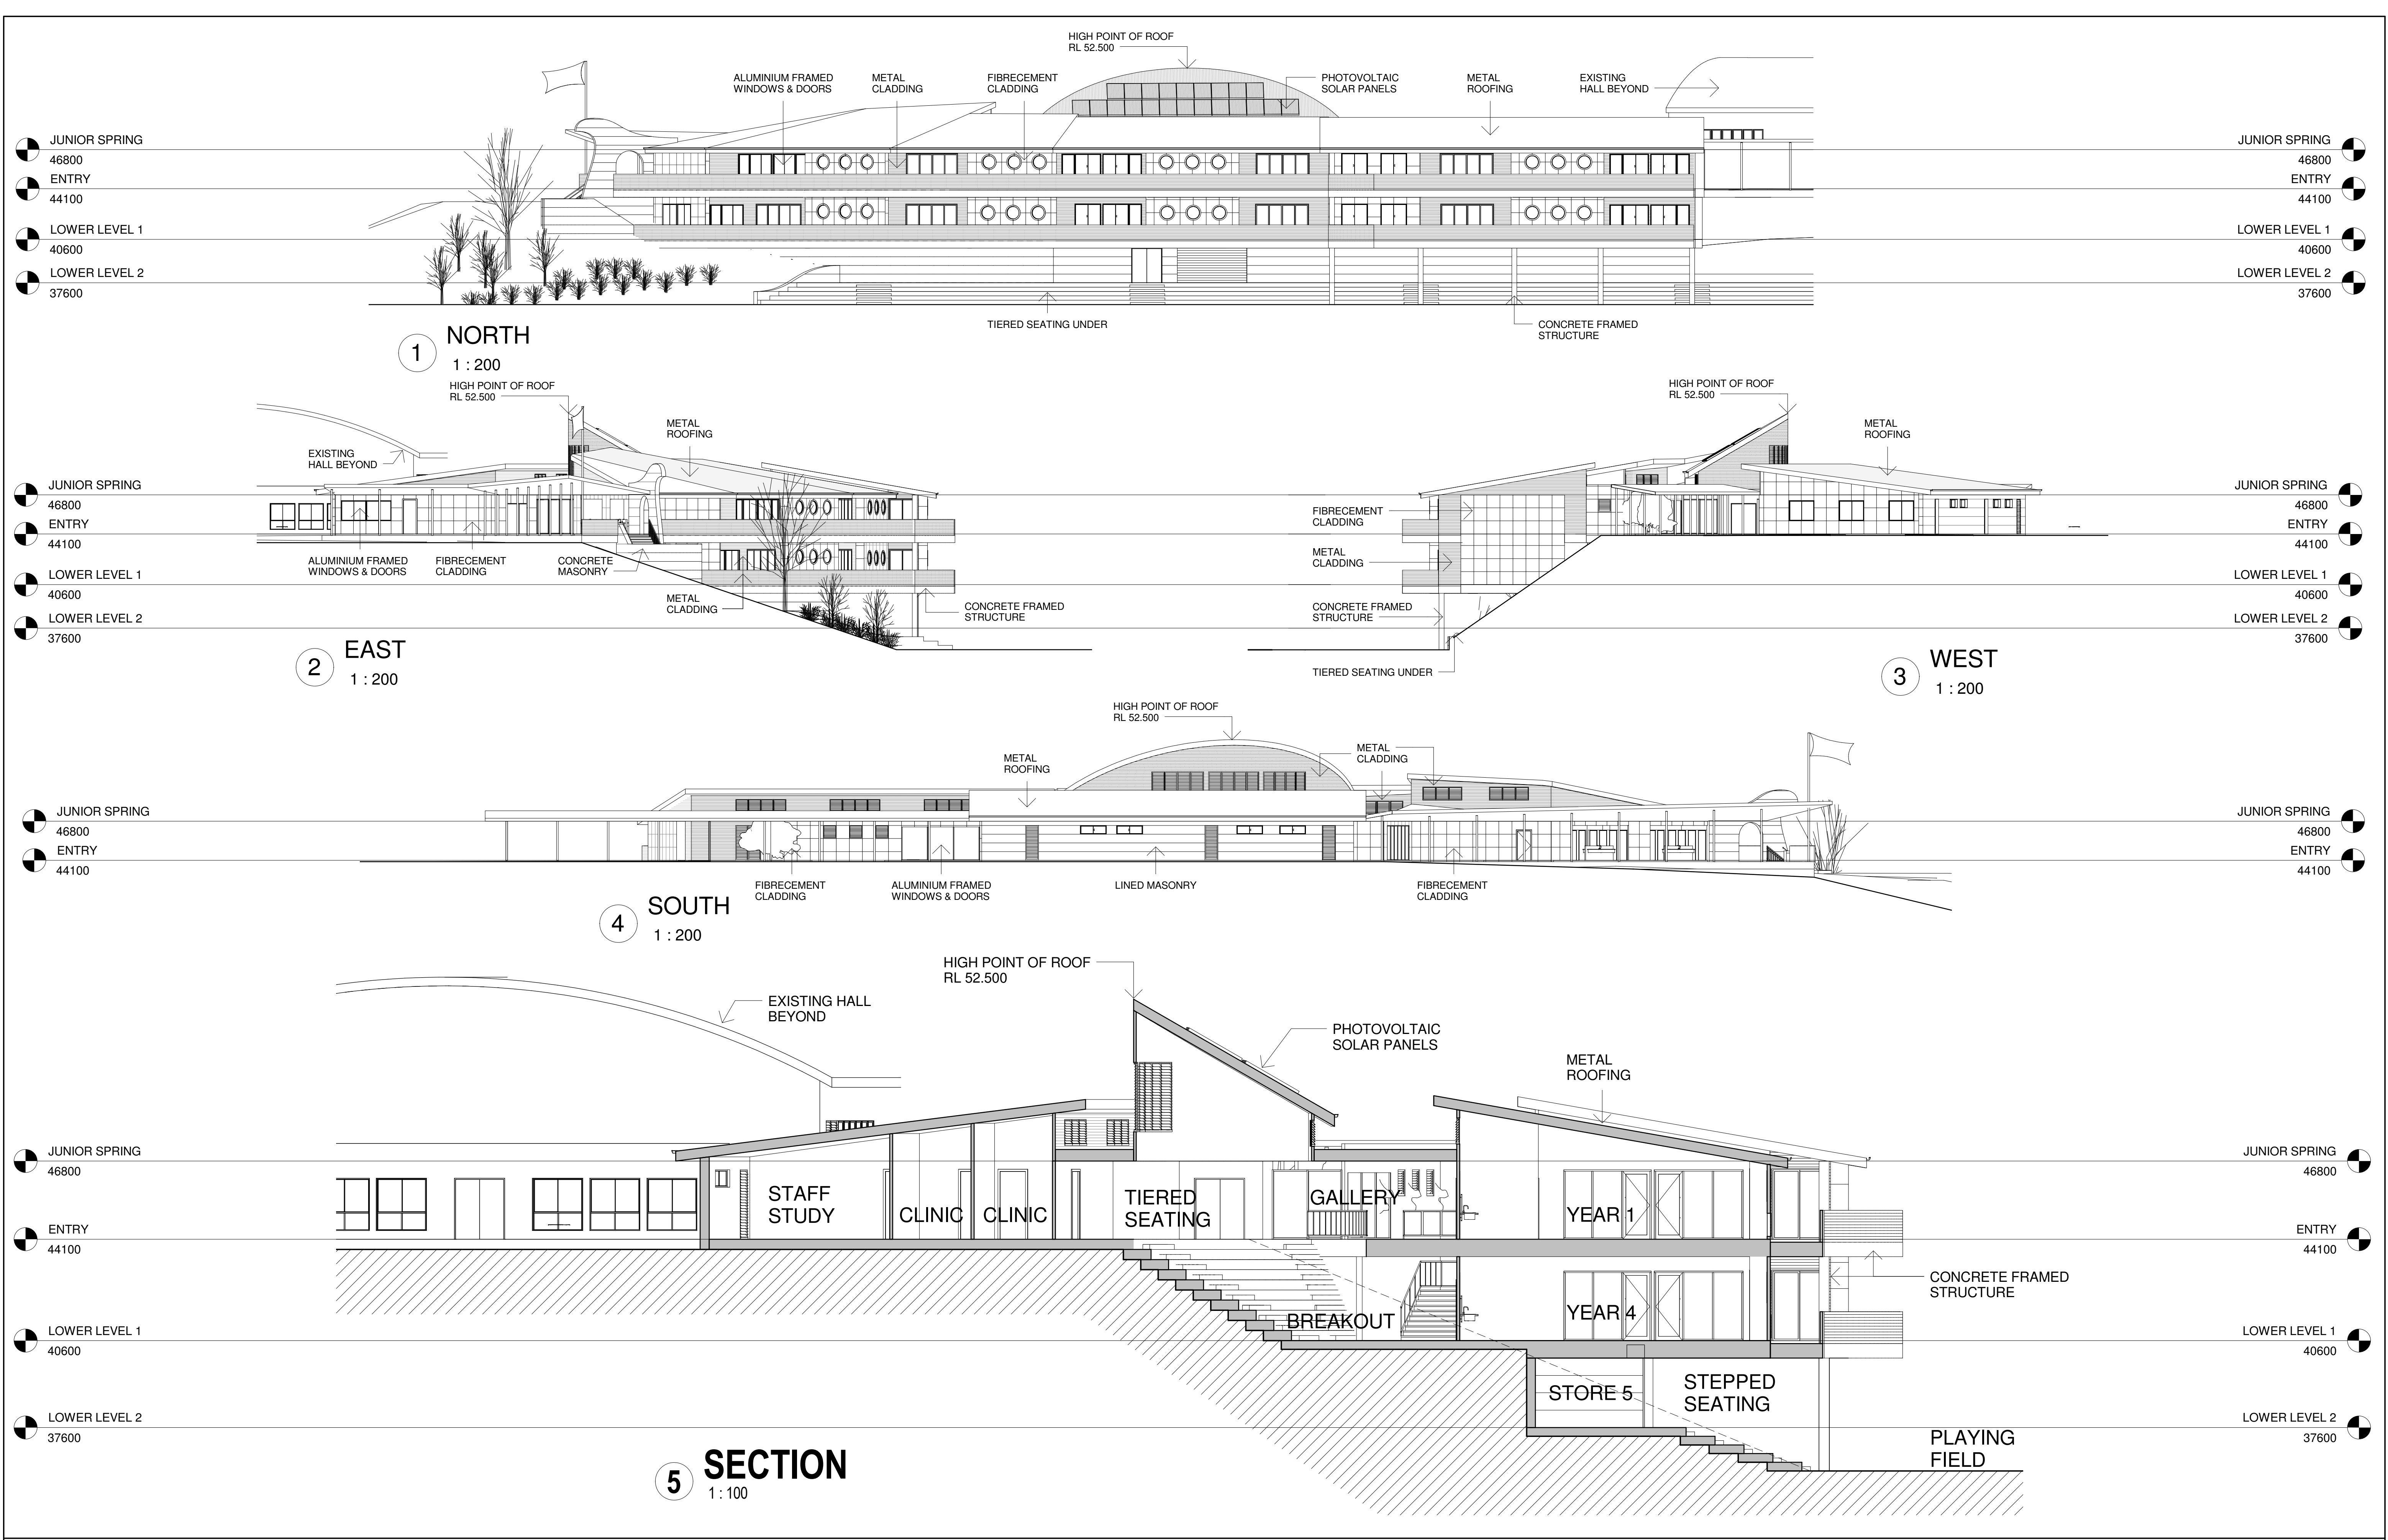 HIGH POINT OF ROOF
RL 52.500
ALUMINIUM FRAMED
WINDOWS & DOORS
METAL
CLADDING
FIBRECEMENT
CLADDING
PHOTOVOLTAIC
SOLAR PANELS
METAL
ROOFING
EXISTING
HALL BEYOND
JUNIOR SPRING
46800
ENTRY
44100
LOWER LEVEL 1
40600
LOWER LEVEL 2
37600
JUNIOR SPRING
46800
ENTRY
44100
LOWER LEVEL 1
40600
LOWER LEVEL 2
37600
TIERED SEATING UNDER
CONCRETE FRAMED
STRUCTURE
1 NORTH
1 : 200
HIGH POINT OF ROOF
RL 52.500
METAL
ROOFING
EXISTING
HALL BEYOND
JUNIOR SPRING
46800
ENTRY
44100
LOWER LEVEL 1
40600
LOWER LEVEL 2
37600
ALUMINIUM FRAMED
WINDOWS & DOORS
FIBRECEMENT
CLADDING
CONCRETE
MASONRY
METAL
CLADDING
CONCRETE FRAMED
STRUCTURE
2 EAST
1 : 200
HIGH POINT OF ROOF
RL 52.500
METAL
ROOFING
FIBRECEMENT
CLADDING
METAL
CLADDING
CONCRETE FRAMED
STRUCTURE
TIERED SEATING UNDER
JUNIOR SPRING
46800
ENTRY
44100
LOWER LEVEL 1
40600
LOWER LEVEL 2
37600
3 WEST
1 : 200
HIGH POINT OF ROOF
RL 52.500
METAL
ROOFING
METAL
CLADDING
JUNIOR SPRING
46800
ENTRY
44100
JUNIOR SPRING
46800
ENTRY
44100
FIBRECEMENT
CLADDING
ALUMINIUM FRAMED
WINDOWS & DOORS
LINED MASONRY
FIBRECEMENT
CLADDING
4 SOUTH
1 : 200
HIGH POINT OF ROOF
RL 52.500
EXISTING HALL
BEYOND
PHOTOVOLTAIC
SOLAR PANELS
METAL
ROOFING
JUNIOR SPRING
46800
ENTRY
44100
LOWER LEVEL 1
40600
LOWER LEVEL 2
37600
STAFF
STUDY
CLINIC
CLINIC
TIERED
SEATING
GALLERY
YEAR 1
BREAKOUT
YEAR 4
STORE 5
STEPPED
SEATING
PLAYING
FIELD
CONCRETE FRAMED
STRUCTURE
JUNIOR SPRING
46800
ENTRY
44100
LOWER LEVEL 1
40600
LOWER LEVEL 2
37600
5 SECTION
1 : 100